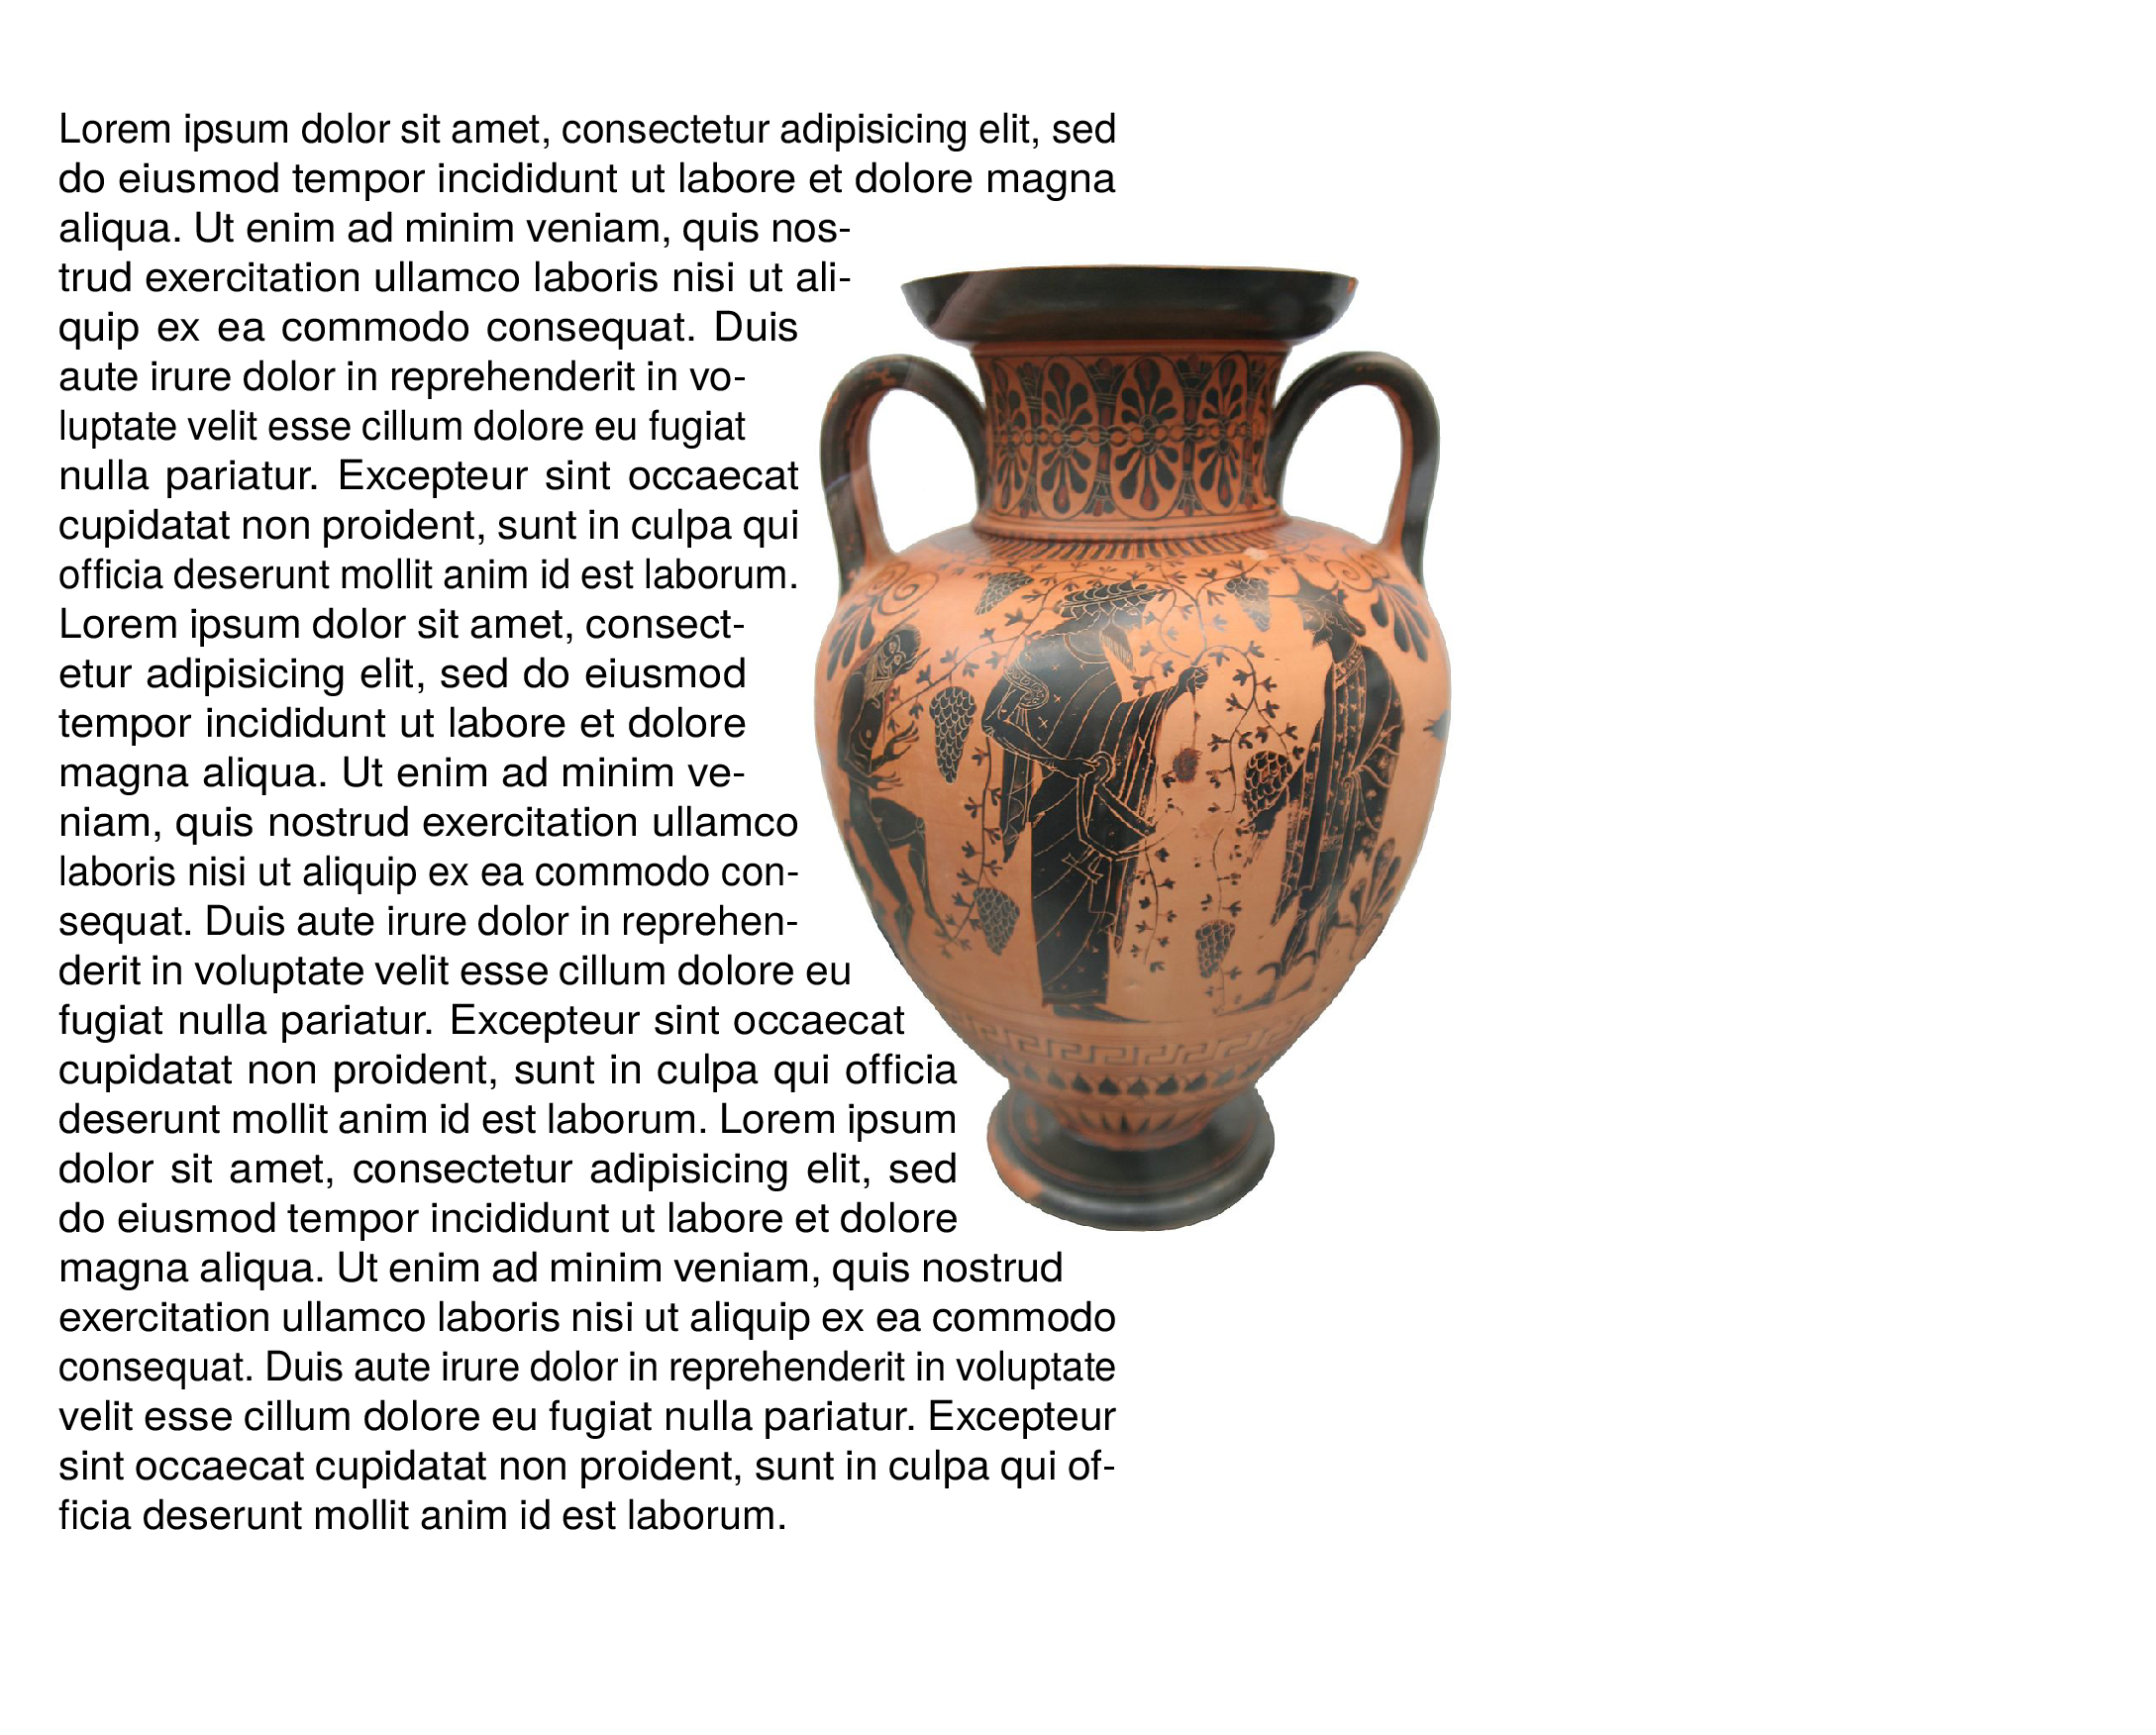 Lorem ipsum dolor sit amet, consectetur adipisicing elit, sed
do eiusmod tempor incididunt ut labore et dolore magna
aliqua. Ut enim ad minim veniam, quis nos-
trud exercitation ullamco laboris nisi ut ali-
quip ex ea commodo consequat. Duis
aute irure dolor in reprehenderit in vo-
luptate velit esse cillum dolore eu fugiat
nulla pariatur. Excepteur sint occaecat
cupidatat non proident, sunt in culpa qui
officia deserunt mollit anim id est laborum.
Lorem ipsum dolor sit amet, consect-
etur adipisicing elit, sed do eiusmod
tempor incididunt ut labore et dolore
magna aliqua. Ut enim ad minim ve-
niam, quis nostrud exercitation ullamco
laboris nisi ut aliquip ex ea commodo con-
sequat. Duis aute irure dolor in reprehen-
derit in voluptate velit esse cillum dolore eu
fugiat nulla pariatur. Excepteur sint occaecat
cupidatat non proident, sunt in culpa qui officia
deserunt mollit anim id est laborum. Lorem ipsum
dolor sit amet, consectetur adipisicing elit, sed
do eiusmod tempor incididunt ut labore et dolore
magna aliqua. Ut enim ad minim veniam, quis nostrud
exercitation ullamco laboris nisi ut aliquip ex ea commodo
consequat. Duis aute irure dolor in reprehenderit in voluptate
velit esse cillum dolore eu fugiat nulla pariatur. Excepteur
sint occaecat cupidatat non proident, sunt in culpa qui of-
ficia deserunt mollit anim id est laborum.